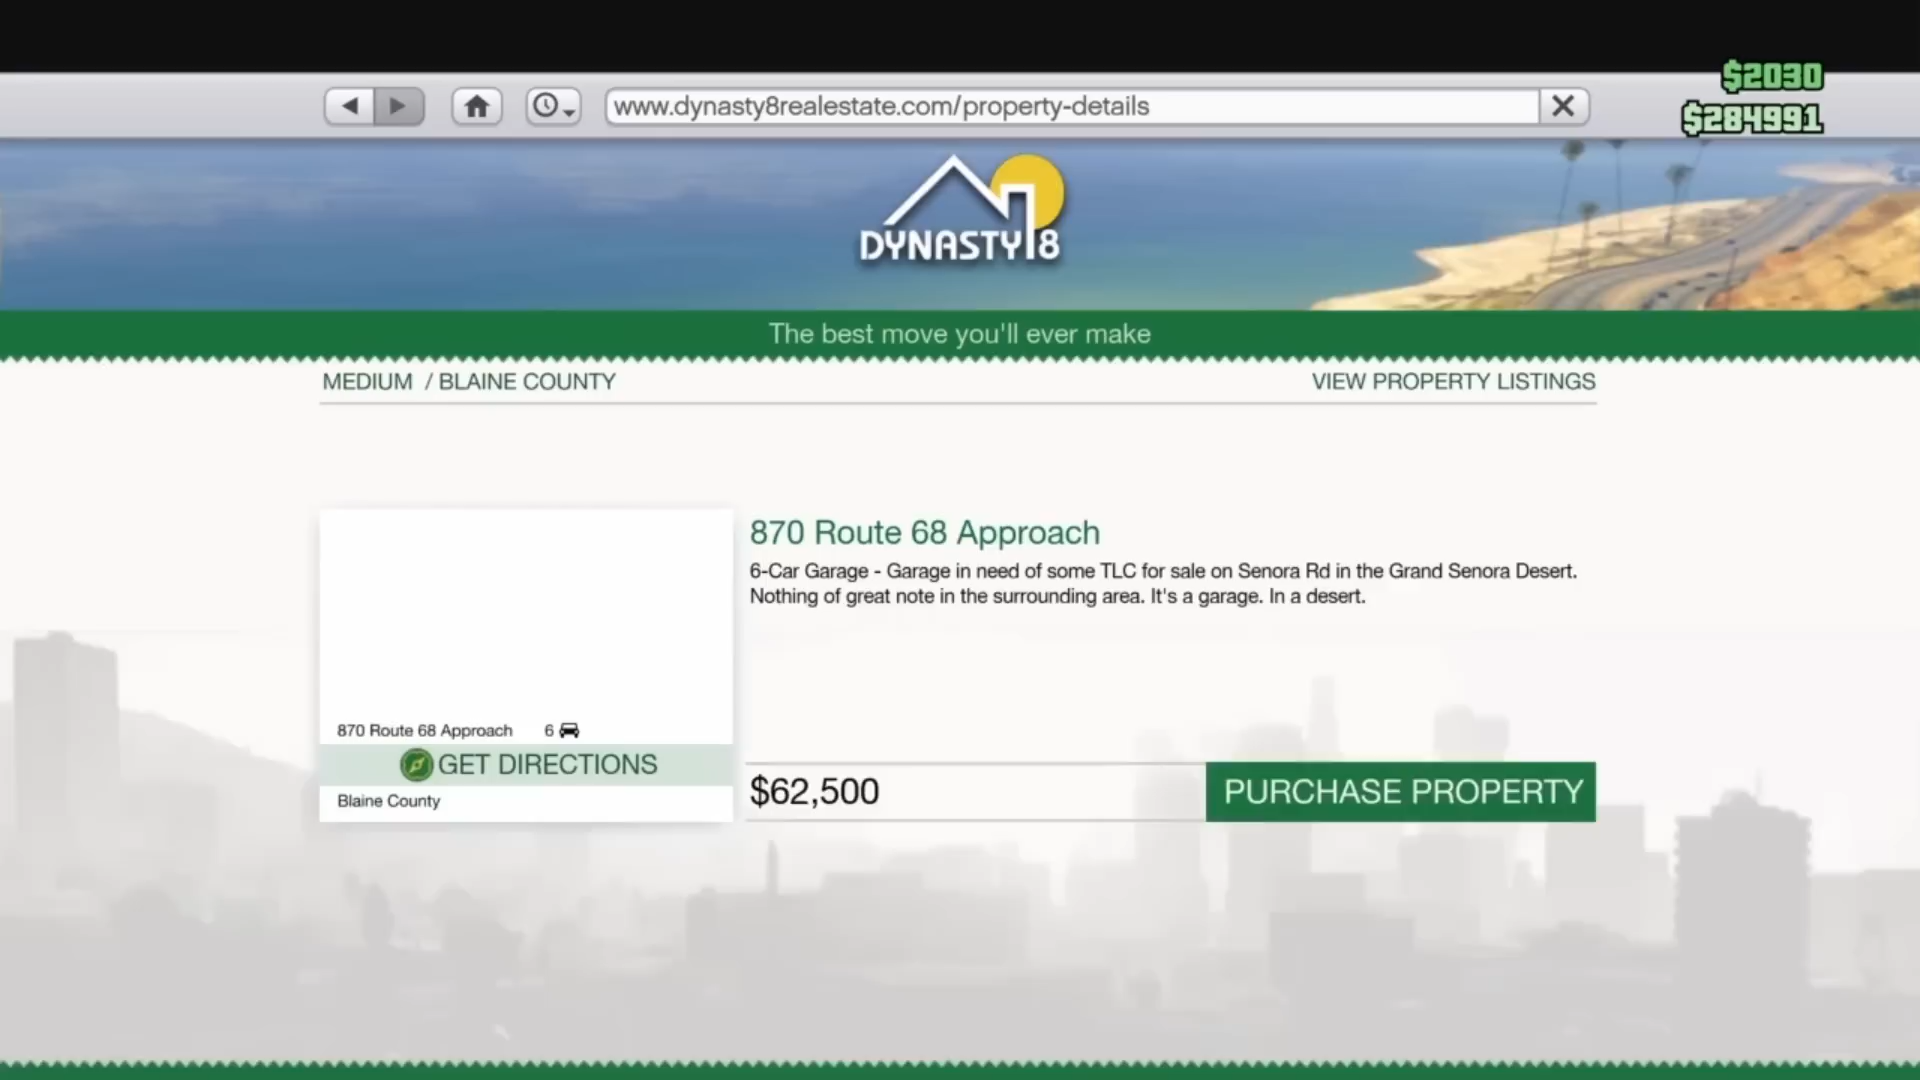 $2030
www.dynasty8realestate.com/property-details
$284991
DYNASTY 8
The best move you'll ever make
MEDIUM / BLAINE COUNTY
VIEW PROPERTY LISTINGS
870 Route 68 Approach
6-Car Garage - Garage in need of some TLC for sale on Senora Rd in the Grand Senora Desert.
Nothing of great note in the surrounding area. It's a garage. In a desert.
870 Route 68 Approach 6
GET DIRECTIONS
Blaine County
$62,500
PURCHASE PROPERTY